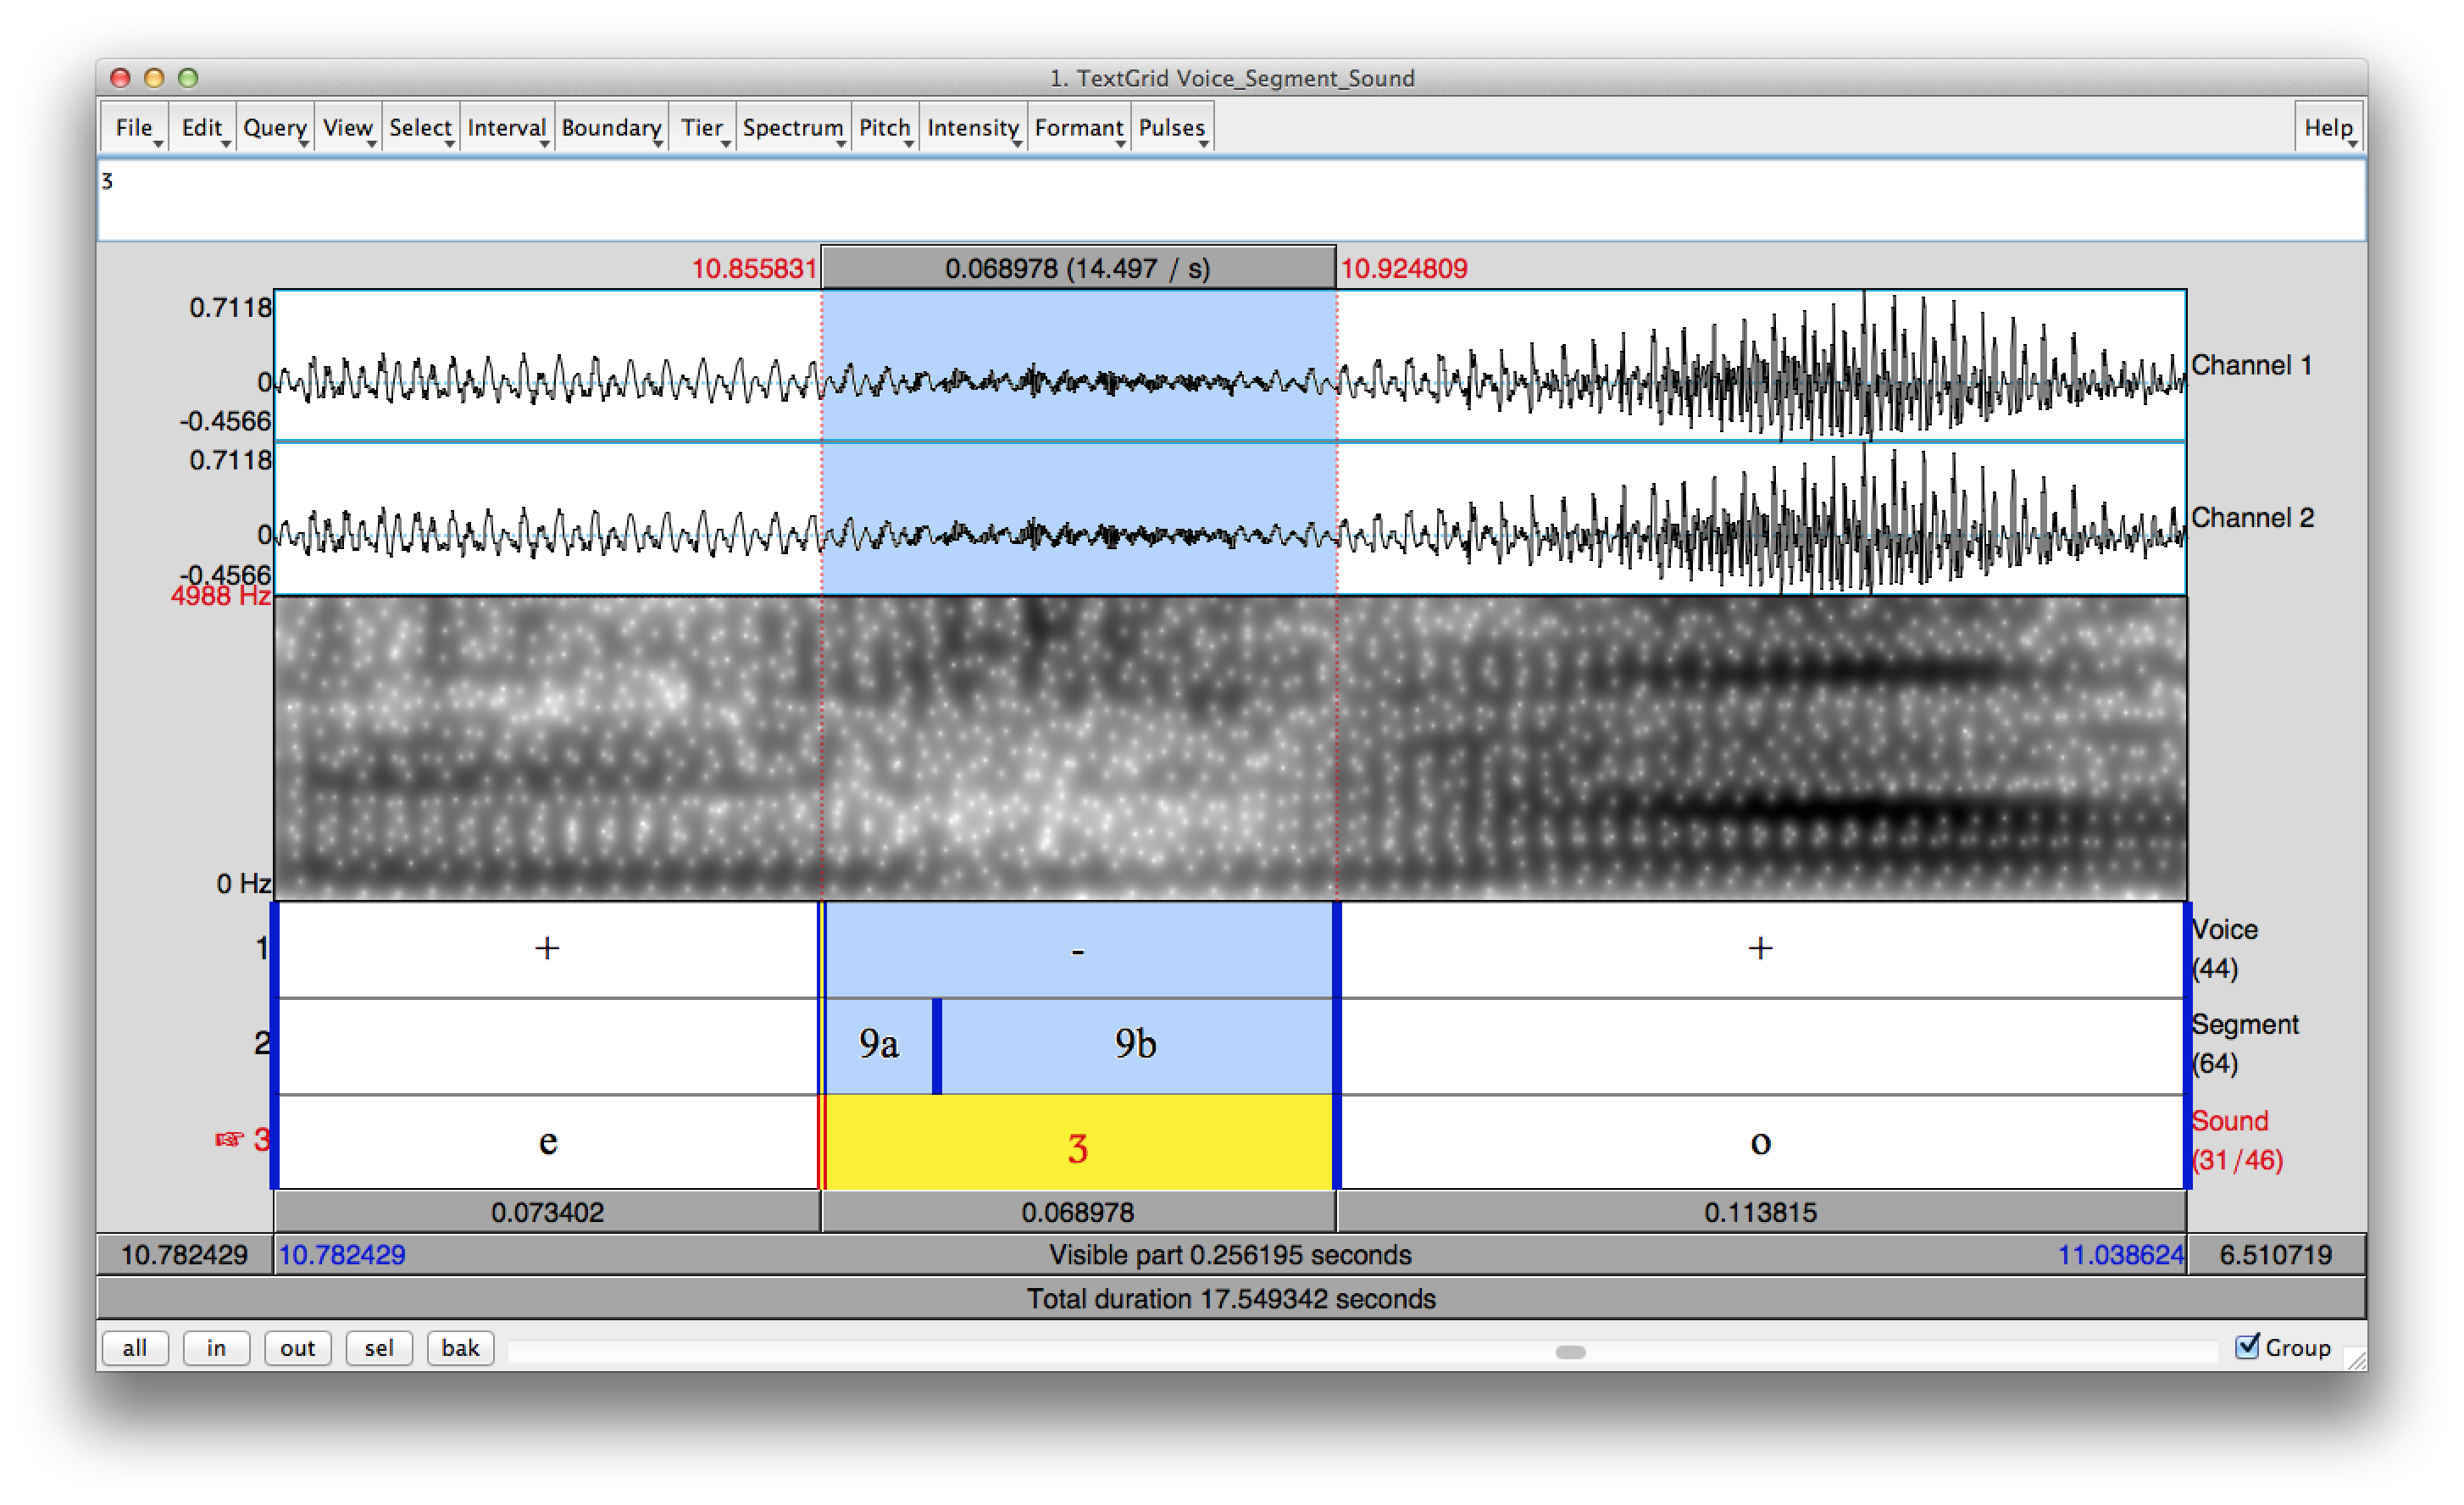 1. TextGrid Voice_Segment_Sound
File Edit Query View Select Interval Boundary Tier Spectrum Pitch Intensity Formant Pulses Help
ʒ
10.855831 0.068978 (14.497 / s) 10.924809
0.7118
0
-0.4566
Channel 1
0.7118
0
-0.4566
Channel 2
4988 Hz
0 Hz
1 + - + Voice
(44)
2 9a 9b Segment
(64)
☞ 3 e ʒ o Sound
(31/46)
0.073402 0.068978 0.113815
10.782429 10.782429 Visible part 0.256195 seconds 11.038624 6.510719
Total duration 17.549342 seconds
all in out sel bak Group